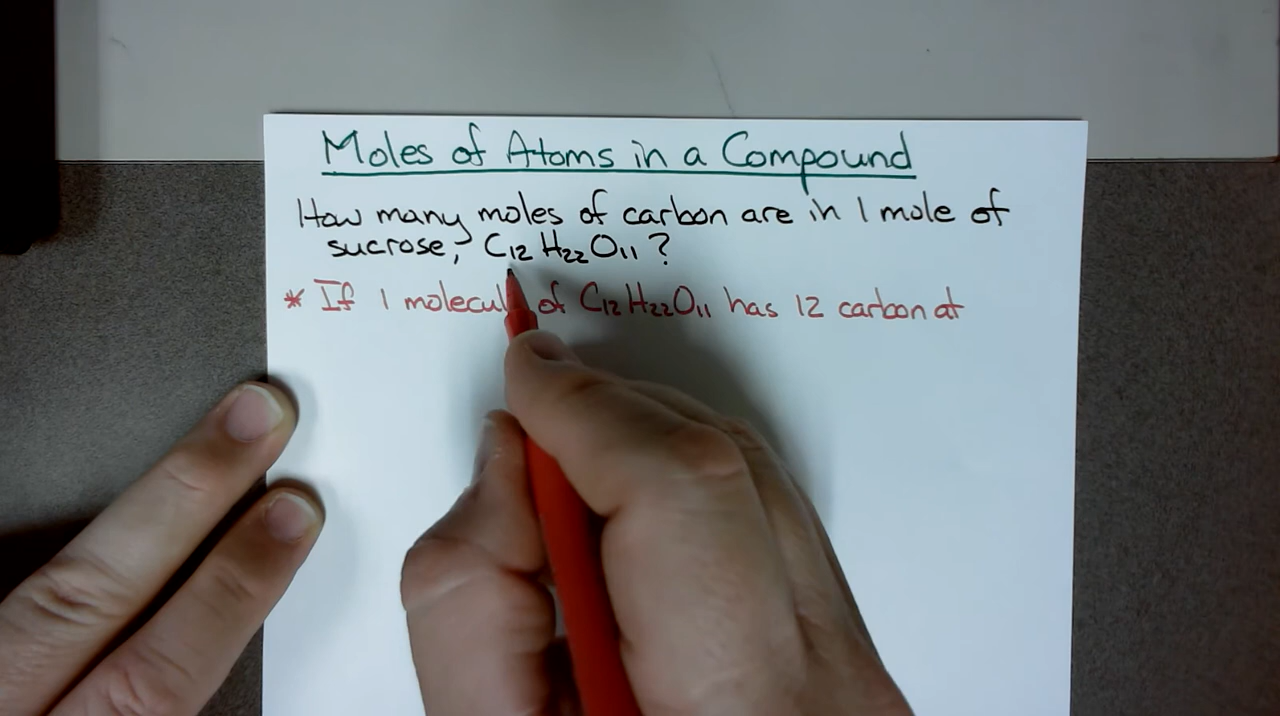 Moles of Atoms in a Compound
How many moles of carbon are in 1 mole of
sucrose, C₁₂H₂₂O₁₁?
* If 1 molecul of C₁₂H₂₂O₁₁ has 12 carbon at